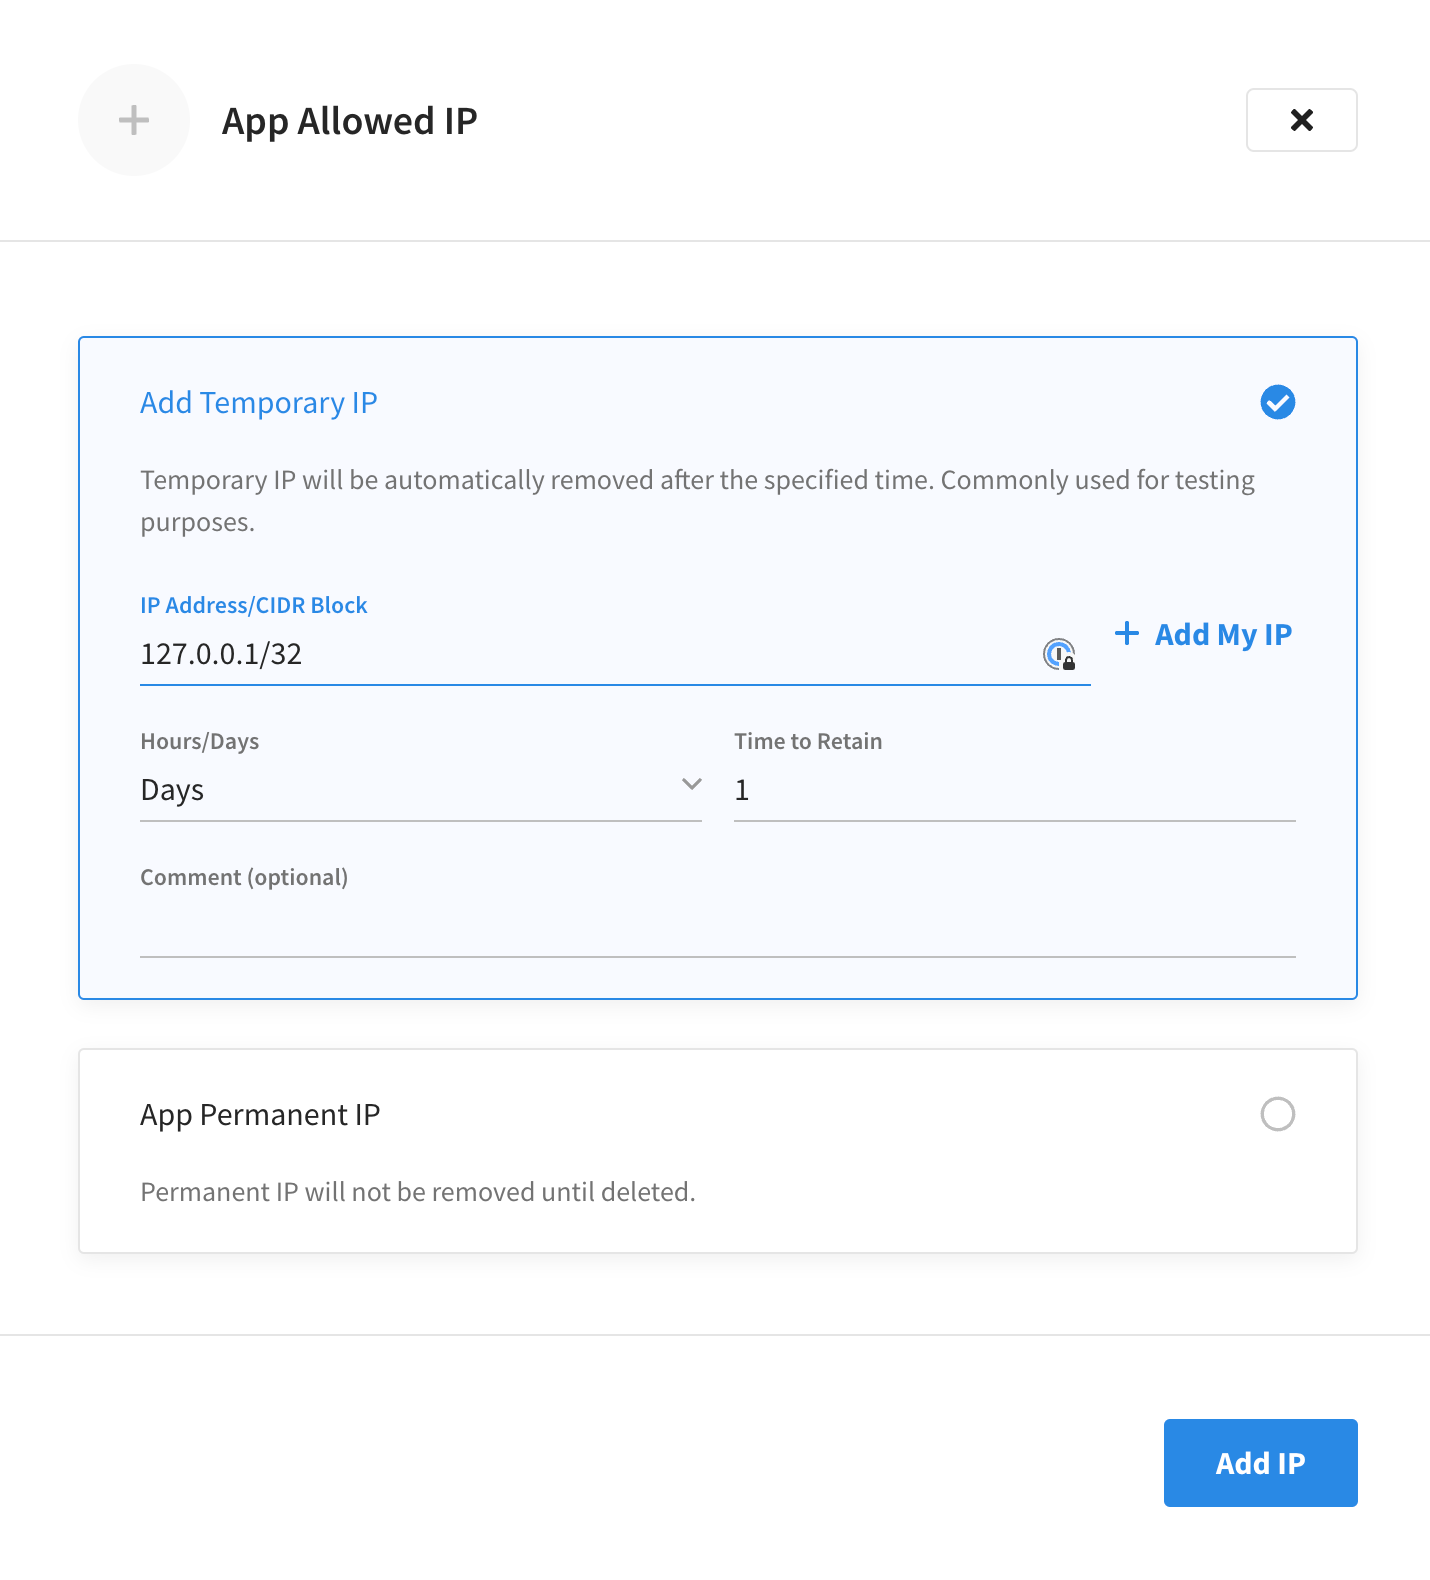 App Allowed IP
Add Temporary IP
Temporary IP will be automatically removed after the specified time. Commonly used for testing
purposes.
IP Address/CIDR Block
127.0.0.1/32
Add My IP
Hours/Days
Time to Retain
Days
1
Comment (optional)
App Permanent IP
Permanent IP will not be removed until deleted.
Add IP